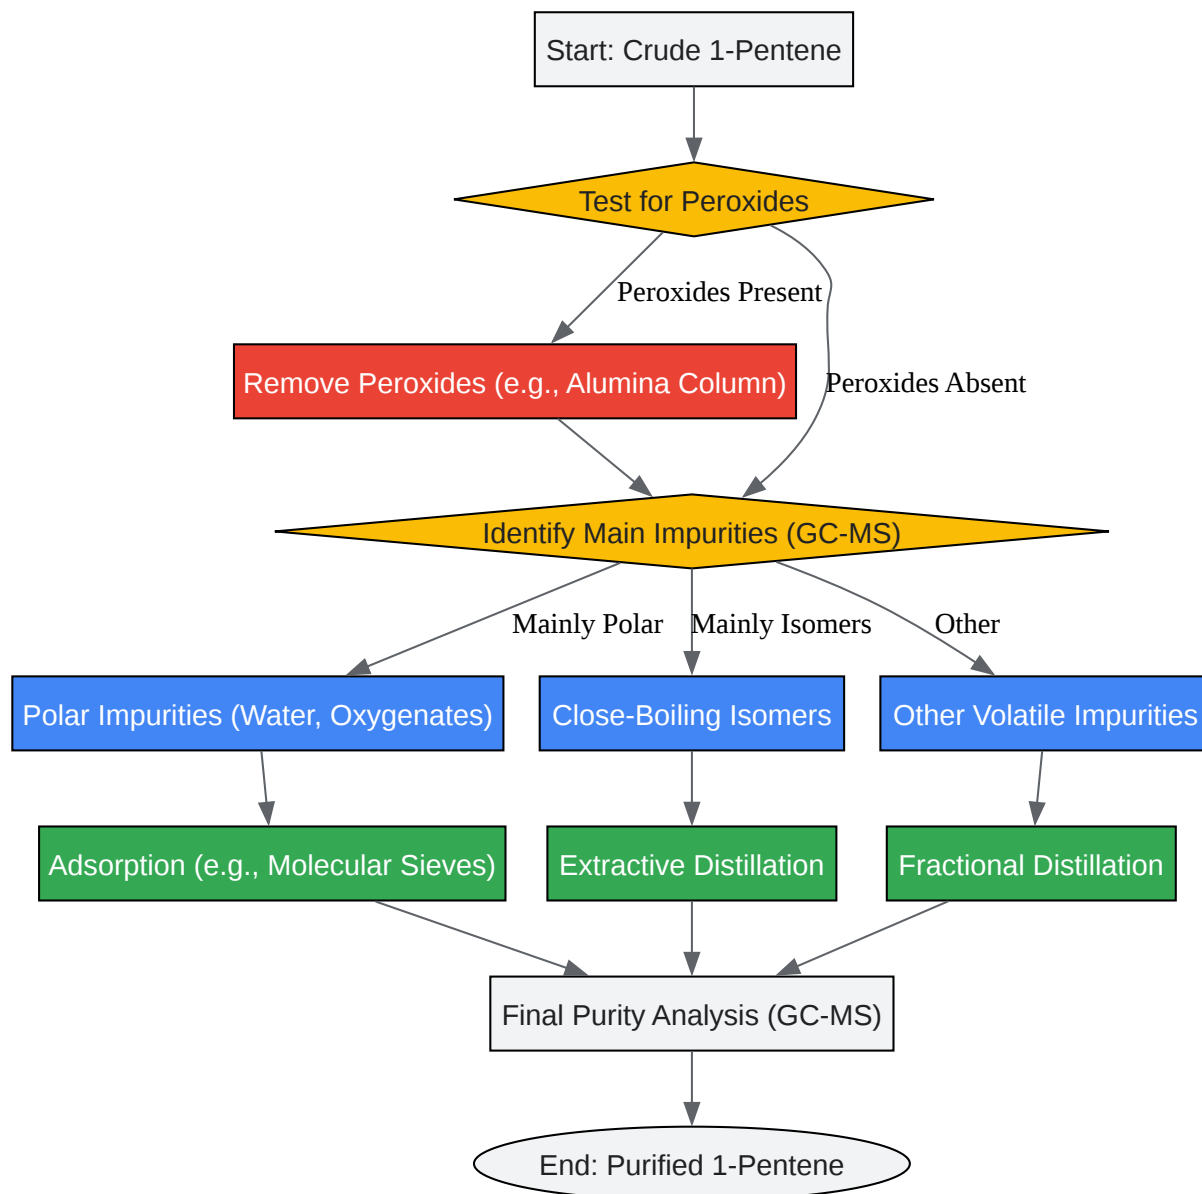 Start: Crude 1-Pentene
Test for Peroxides
Peroxides Present
Remove Peroxides (e.g., Alumina Column)
Peroxides Absent
Identify Main Impurities (GC-MS)
Mainly Polar
Mainly Isomers
Other
Polar Impurities (Water, Oxygenates)
Close-Boiling Isomers
Other Volatile Impurities
Adsorption (e.g., Molecular Sieves)
Extractive Distillation
Fractional Distillation
Final Purity Analysis (GC-MS)
End: Purified 1-Pentene